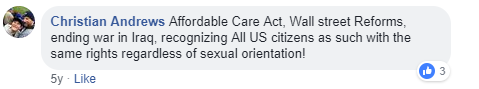 Christian Andrews Affordable Care Act, Wall street Reforms,
ending war in Iraq, recognizing All US citizens as such with the
same rights regardless of sexual orientation!
3
5y · Like